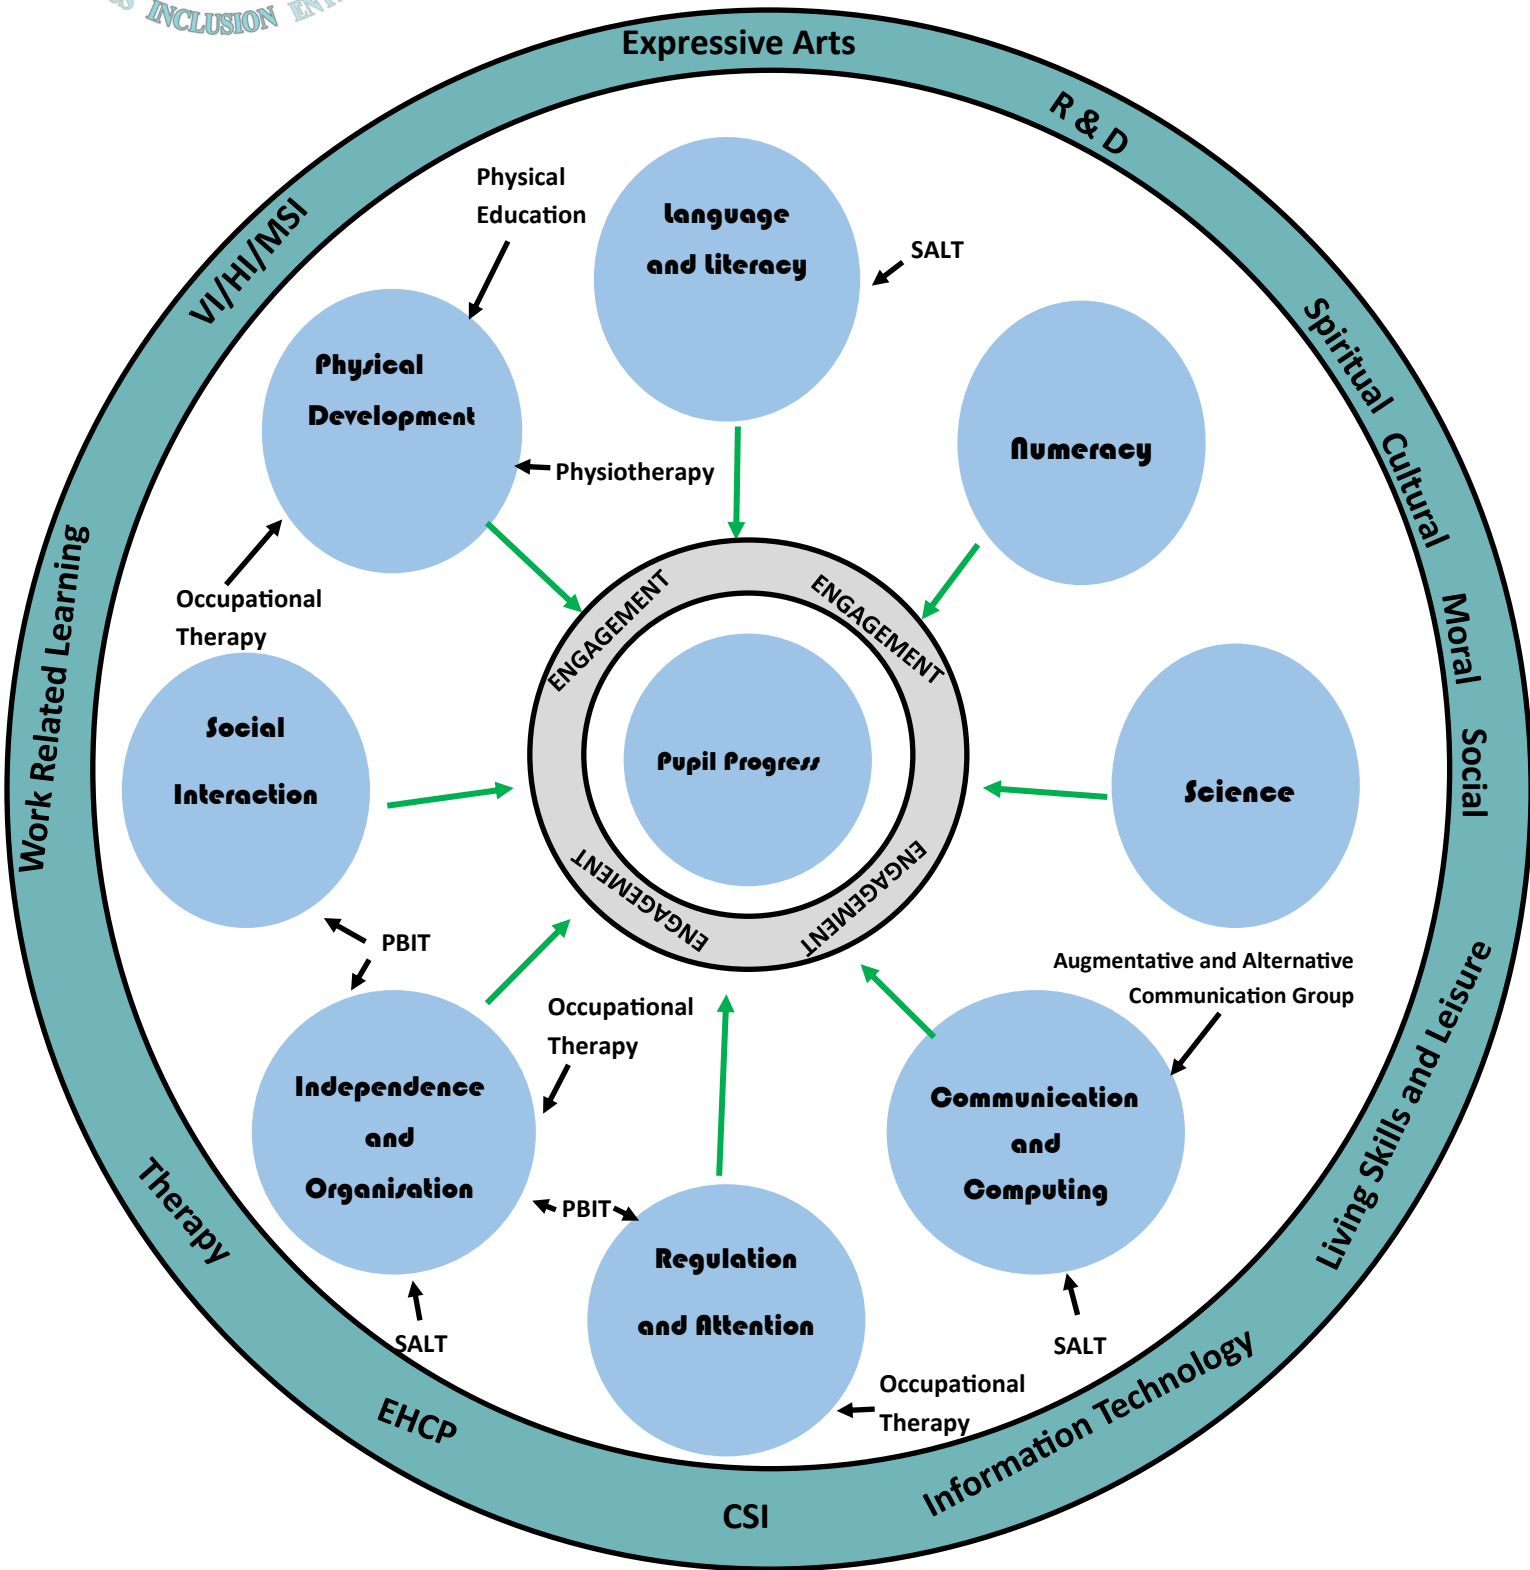 INCLUSION
Expressive Arts
R & D
VI/HI/MSI
Spiritual Cultural Moral Social
Work Related Learning
Living Skills and Leisure
Therapy
EHCP
CSI
Information Technology
Physical
Education
Language
and Literacy
SALT
Physical
Development
Numeracy
Physiotherapy
Occupational
Therapy
ENGAGEMENT
ENGAGEMENT
Social
Interaction
Pupil Progress
Science
ENGAGEMENT
ENGAGEMENT
PBIT
Augmentative and Alternative
Communication Group
Occupational
Therapy
Independence
and
Organisation
Communication
and
Computing
PBIT
Regulation
and Attention
SALT
SALT
Occupational
Therapy